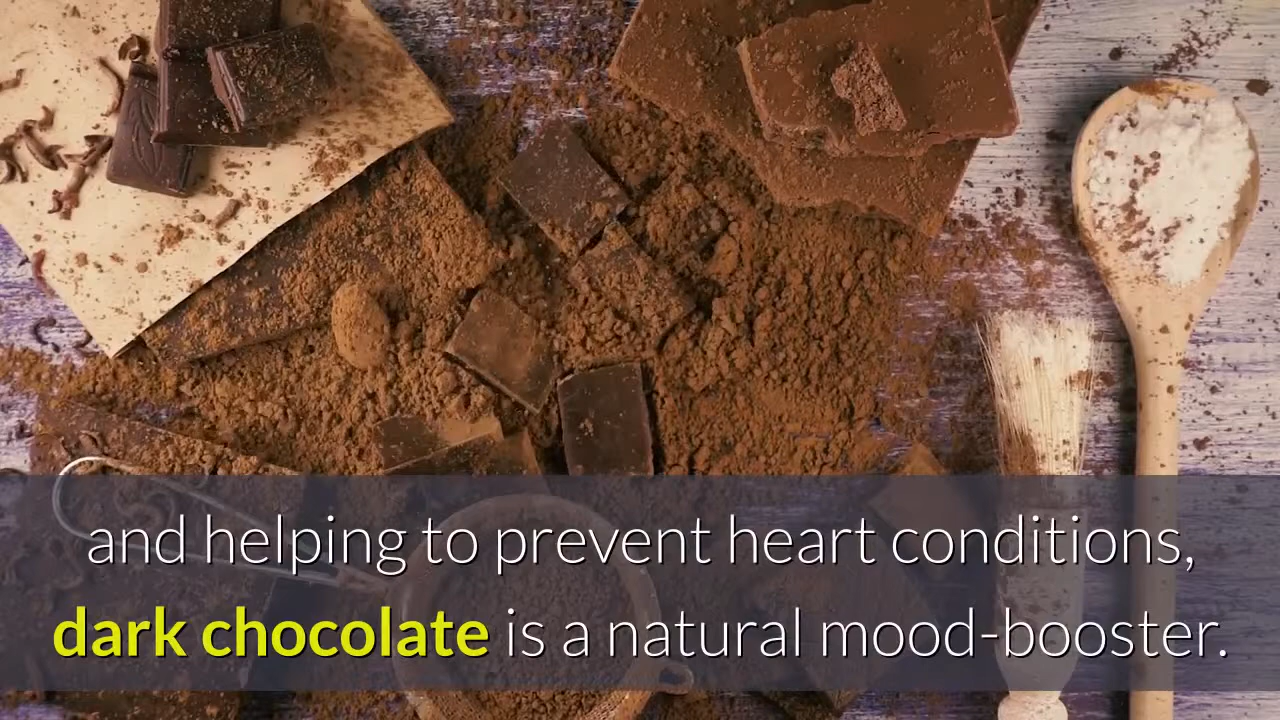 and helping to prevent heart conditions,
dark chocolate is a natural mood-booster.